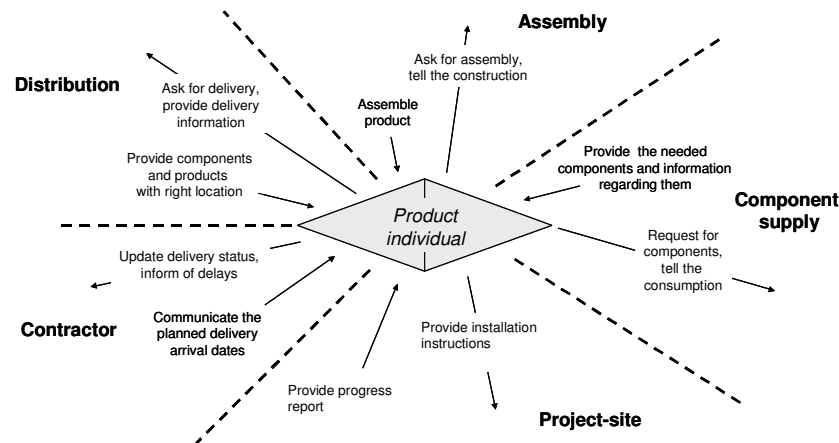 Assembly
Ask for assembly,
tell the construction
Distribution
Ask for delivery,
provide delivery
information
Assemble
product
Provide components
and products
with right location
Provide the needed
components and information
regarding them
Component
supply
Product
individual
Request for
components,
tell the
consumption
Update delivery status,
inform of delays
Contractor
Communicate the
planned delivery
arrival dates
Provide installation
instructions
Provide progress
report
Project-site